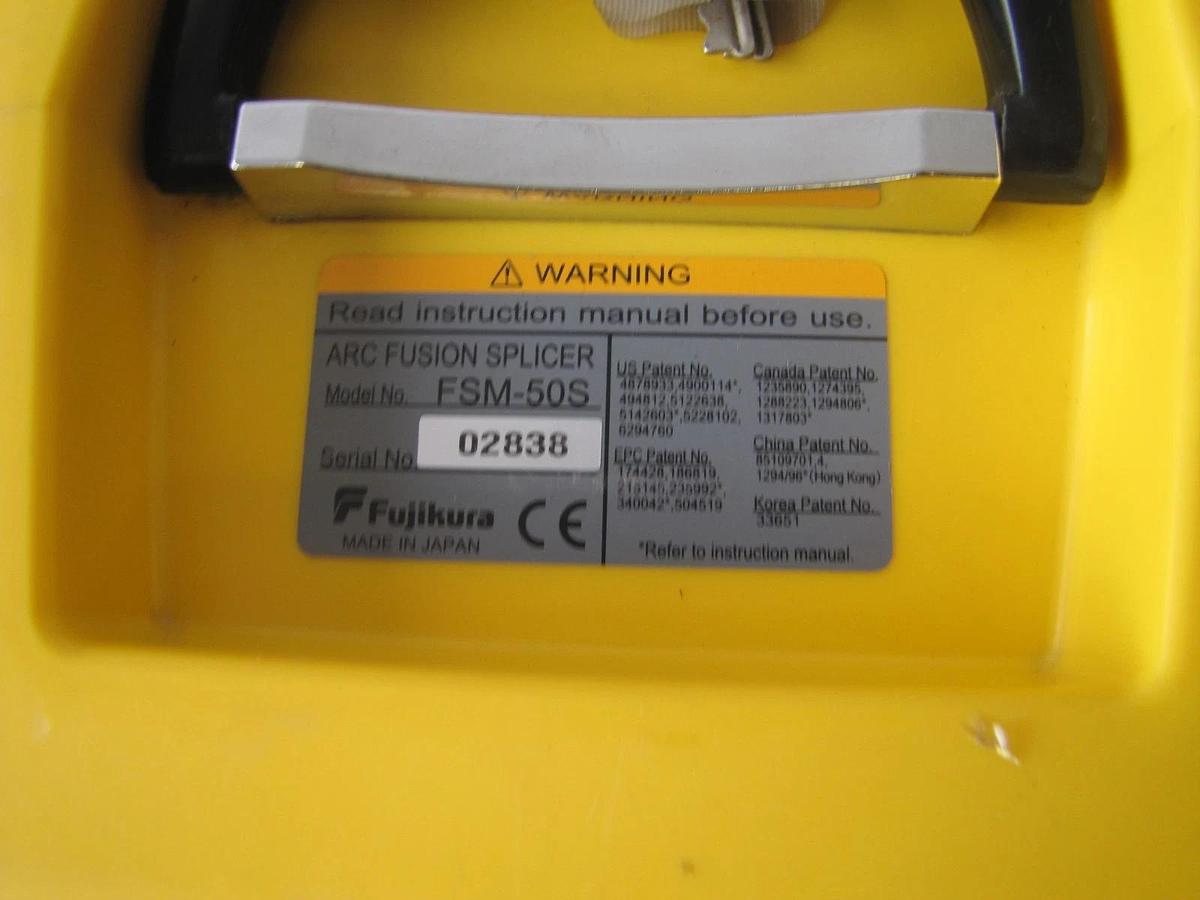 WARNING
Read instruction manual before use.
ARC FUSION SPLICER
Model No. FSM-50S
Serial No. 02838
Fujikura
CE
MADE IN JAPAN
US Patent No.
4878933,4900114*,
494812,5122638,
5142603*,5228102,
6294760
EPC Patent No.
174428,186819,
215145,235992*,
340042*,504519
Canada Patent No.
1235890,1274395,
1288223,1294806*,
1317803*
China Patent No.
85109701,4,
1294/96*(Hong Kong)
Korea Patent No.
33651
*Refer to instruction manual.